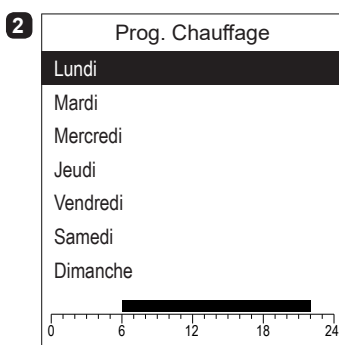 2
Prog. Chauffage
Lundi
Mardi
Mercredi
Jeudi
Vendredi
Samedi
Dimanche
0 6 12 18 24